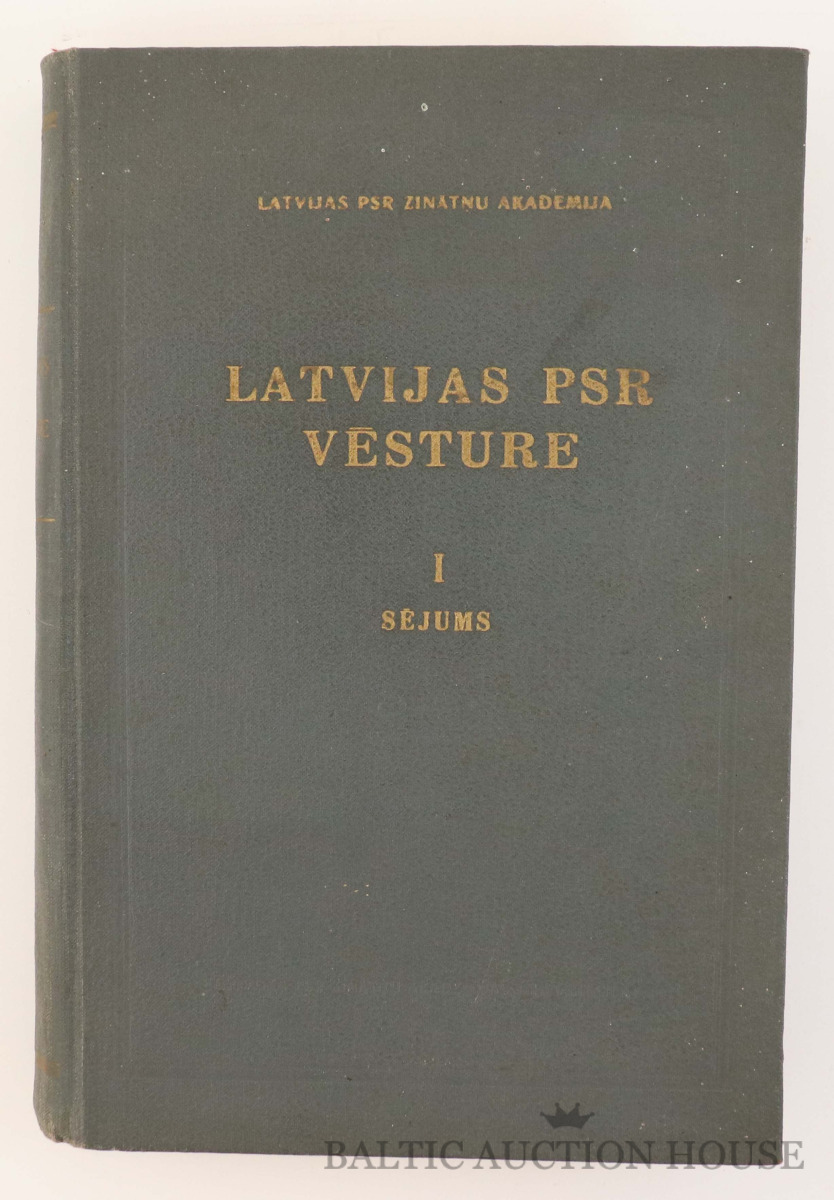 LATVIJAS PSR ZINĀTŅU AKADEMIJA
LATVIJAS PSR
VĒSTURE
I
SĒJUMS
BALTIC AUCTION HOUSE